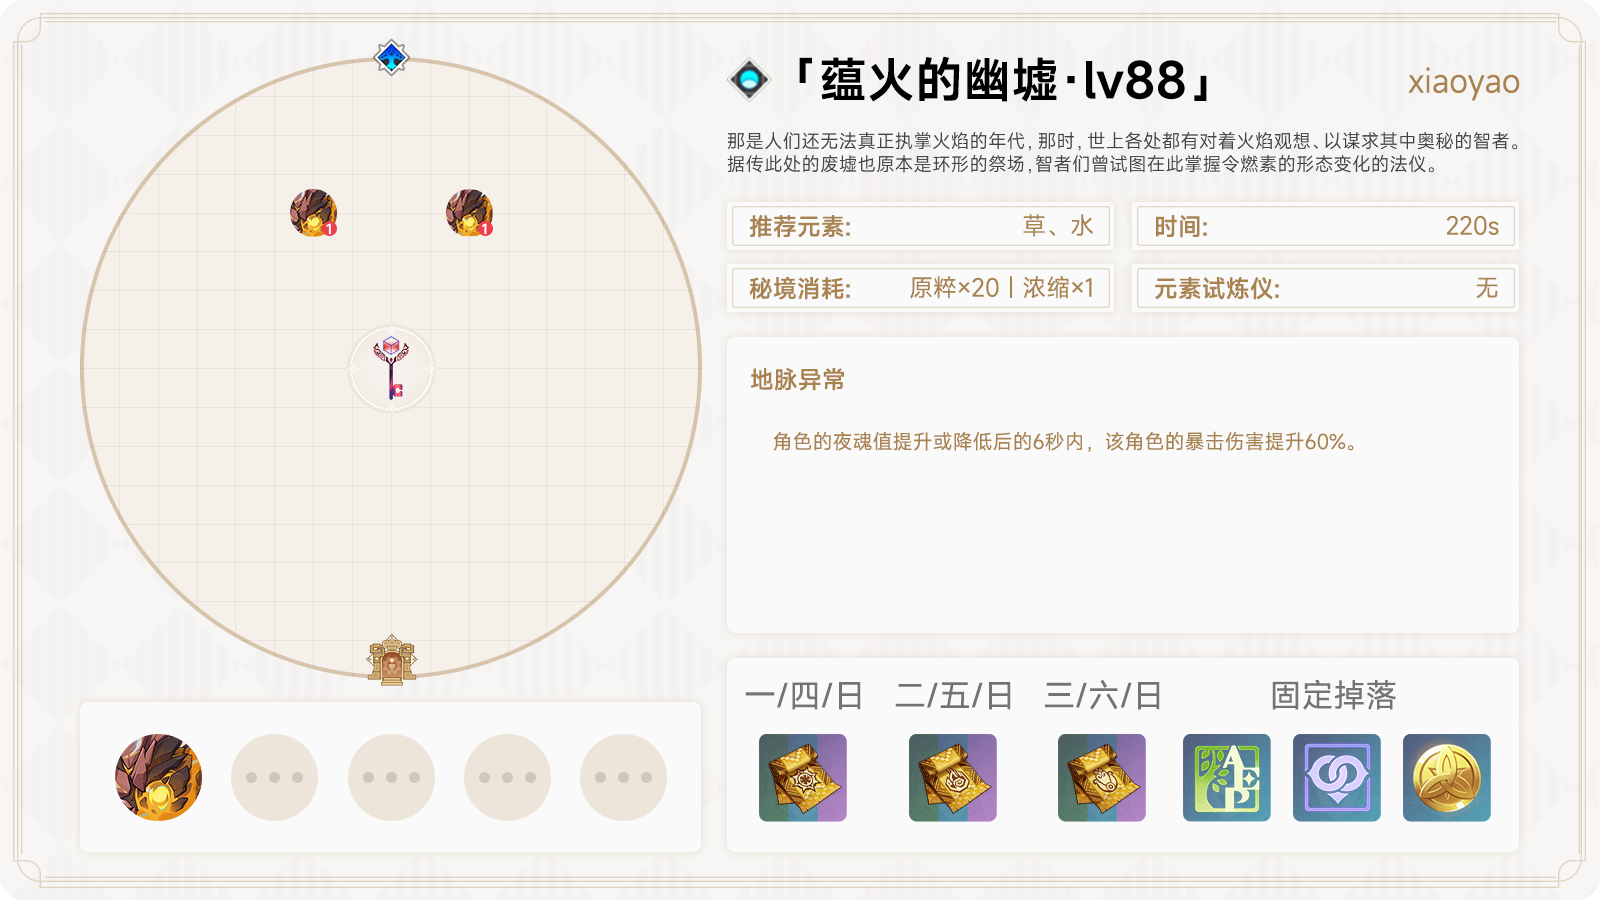 「蕴火的幽墟·lv88」
xiaoyao
那是人们还无法真正执掌火焰的年代，那时，世上各处都有对着火焰观想、以谋求其中奥秘的智者。
据传此处的废墟也原本是环形的祭场，智者们曾试图在此掌握令燃素的形态变化的法仪。
推荐元素: 草、水
时间: 220s
秘境消耗: 原粹×20丨浓缩×1
元素试炼仪: 无
地脉异常
角色的夜魂值提升或降低后的6秒内，该角色的暴击伤害提升60%。
1
1
一/四/日
二/五/日
三/六/日
固定掉落
AEP